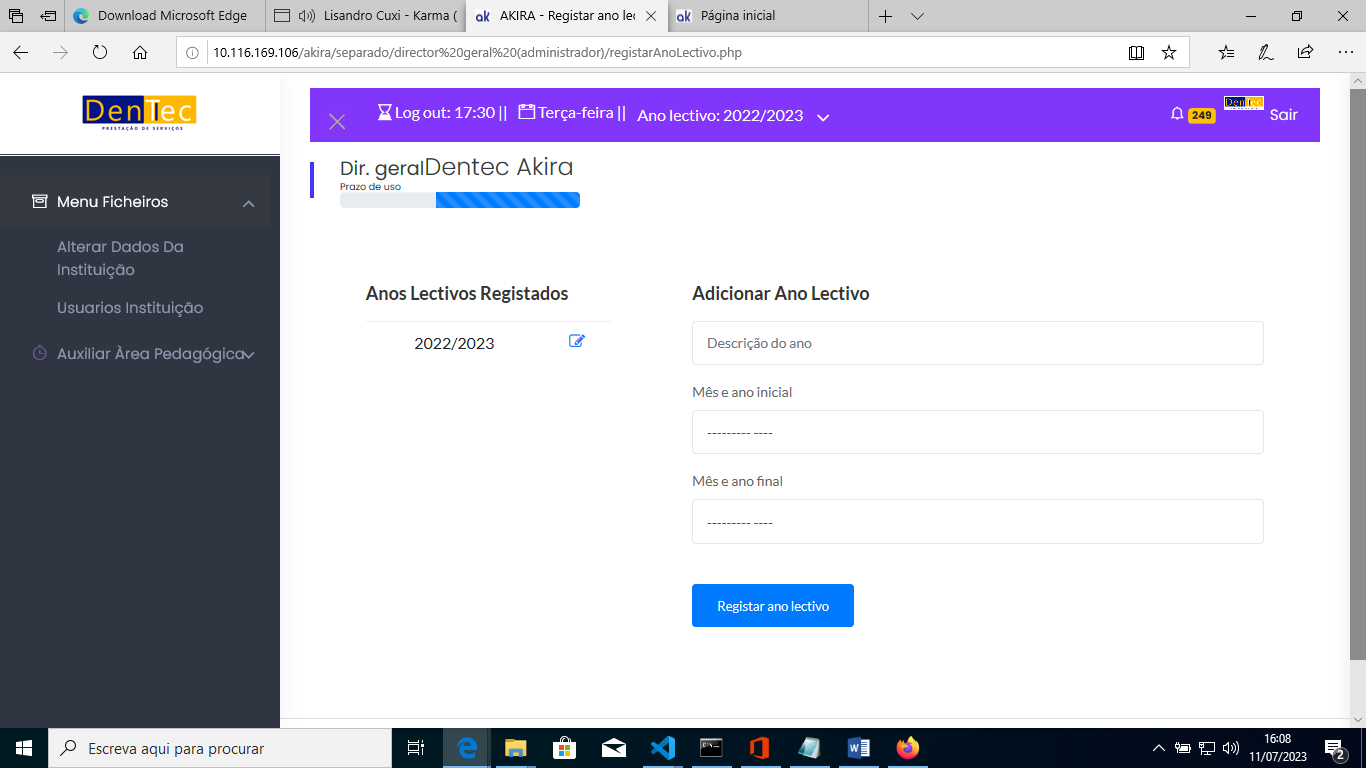 Download Microsoft Edge
Lisandro Cuxi - Karma (
AKIRA - Registar ano lec
Página inicial
10.116.169.106/akira/separado/director%20geral%20(administrador)/registarAnoLectivo.php
DenTec
PRESTAÇÃO DE SERVIÇOS
Log out: 17:30 || Terça-feira || Ano lectivo: 2022/2023
249
DenTec
Sair
Dir. geralDentec Akira
Prazo de uso
Menu Ficheiros
Alterar Dados Da
Instituição
Usuarios Instituição
Auxiliar Àrea Pedagógica
Anos Lectivos Registados
2022/2023
Adicionar Ano Lectivo
Descrição do ano
Mês e ano inicial
--------- ----
Mês e ano final
--------- ----
Registar ano lectivo
Escreva aqui para procurar
16:08
11/07/2023
2